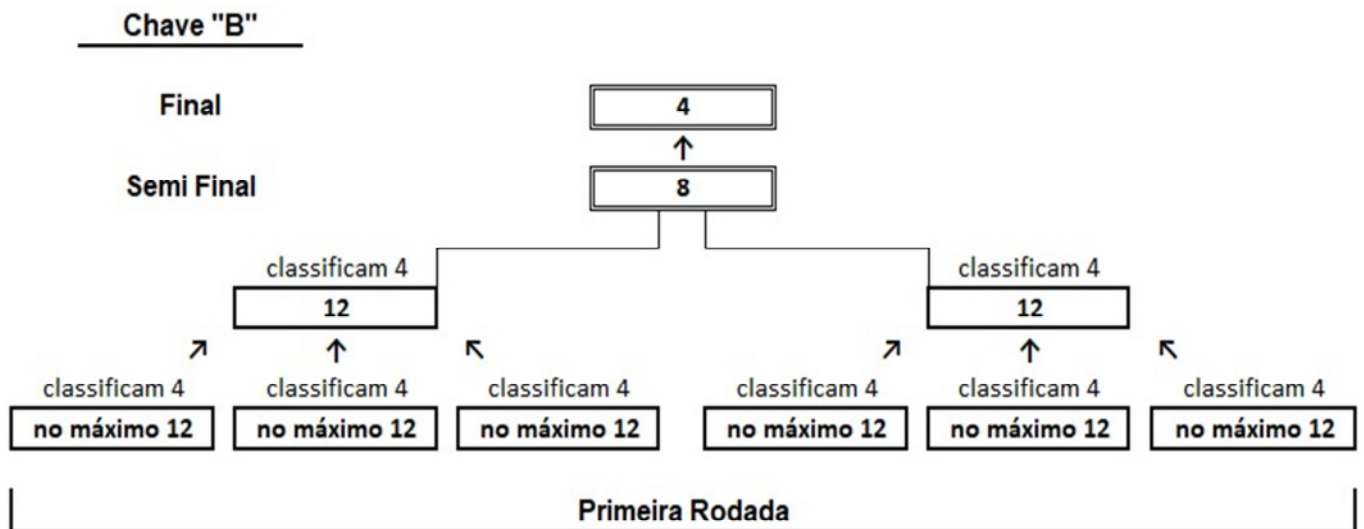 Chave "B"
Final
4
Semi Final
8
classificam 4
classificam 4
12
12
classificam 4
classificam 4
classificam 4
classificam 4
classificam 4
classificam 4
no máximo 12
no máximo 12
no máximo 12
no máximo 12
no máximo 12
no máximo 12
Primeira Rodada